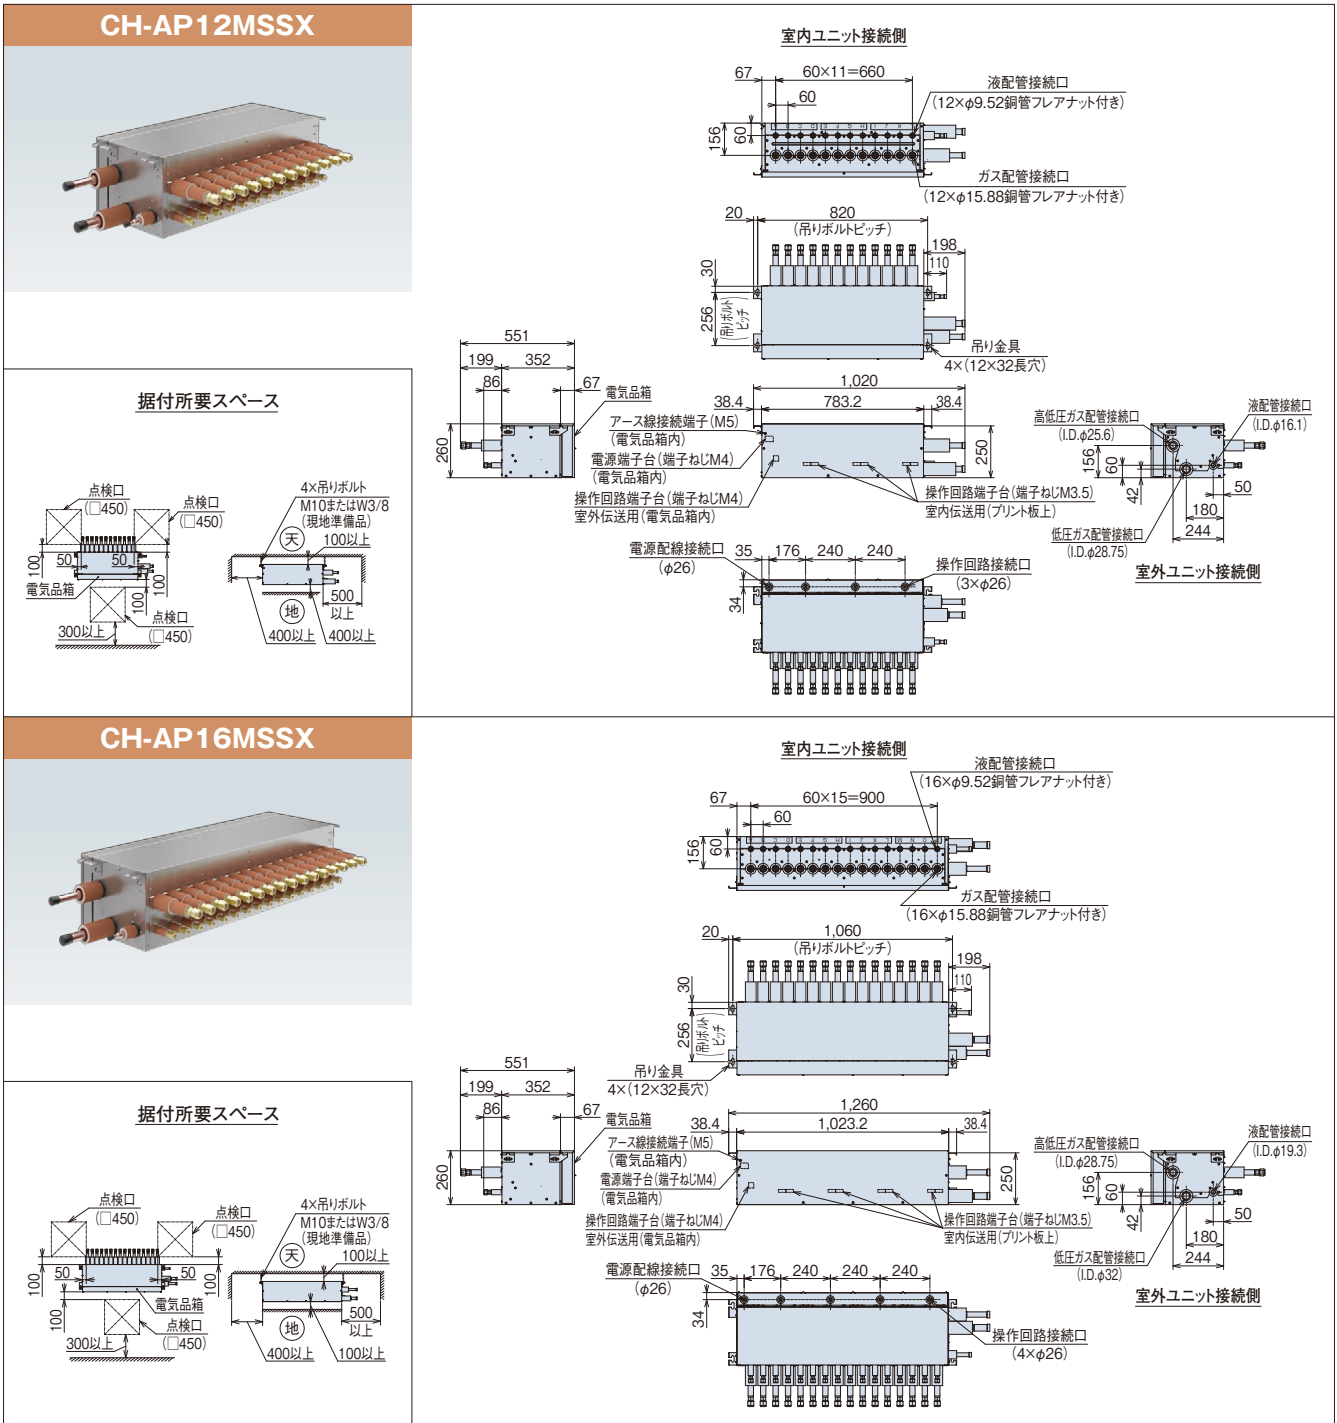 CH-AP12MSSX
室内ユニット接続側
67
60×11=660
60
液配管接続口
(12×φ9.52銅管フレアナット付き)
156
60
ガス配管接続口
(12×φ15.88銅管フレアナット付き)
20
820
(吊りボルトピッチ)
198
110
30
256
(吊りボルト
ピッチ)
吊り金具
4×(12×32長穴)
551
199
352
86
67
電気品箱
260
1,020
38.4
783.2
38.4
アース線接続端子(M5)
(電気品箱内)
電源端子台(端子ねじM4)
(電気品箱内)
操作回路端子台(端子ねじM4)
室外伝送用(電気品箱内)
250
操作回路端子台(端子ねじM3.5)
室内伝送用(プリント板上)
高低圧ガス配管接続口
(I.D.φ25.6)
液配管接続口
(I.D.φ16.1)
156
60
42
50
180
244
低圧ガス配管接続口
(I.D.φ28.75)
室外ユニット接続側
電源配線接続口
(φ26)
35
176
240
240
操作回路接続口
(3×φ26)
34
据付所要スペース
点検口
(□450)
点検口
(□450)
100
50
50
100
電気品箱
100
点検口
(□450)
300以上
4×吊りボルト
M10またはW3/8
(現地準備品)
天
100以上
地
500
以上
400以上
400以上
CH-AP16MSSX
室内ユニット接続側
液配管接続口
(16×φ9.52銅管フレアナット付き)
67
60×15=900
60
156
60
ガス配管接続口
(16×φ15.88銅管フレアナット付き)
20
1,060
(吊りボルトピッチ)
198
110
30
256
(吊りボルト
ピッチ)
吊り金具
4×(12×32長穴)
551
199
352
86
67
電気品箱
260
1,260
38.4
1,023.2
38.4
アース線接続端子(M5)
(電気品箱内)
電源端子台(端子ねじM4)
(電気品箱内)
操作回路端子台(端子ねじM4)
室外伝送用(電気品箱内)
250
操作回路端子台(端子ねじM3.5)
室内伝送用(プリント板上)
高低圧ガス配管接続口
(I.D.φ28.75)
液配管接続口
(I.D.φ19.3)
156
60
42
50
180
244
低圧ガス配管接続口
(I.D.φ32)
室外ユニット接続側
電源配線接続口
(φ26)
35
176
240
240
240
34
操作回路接続口
(4×φ26)
据付所要スペース
点検口
(□450)
点検口
(□450)
100
50
50
100
電気品箱
100
点検口
(□450)
300以上
4×吊りボルト
M10またはW3/8
(現地準備品)
天
100以上
地
500
以上
400以上
100以上